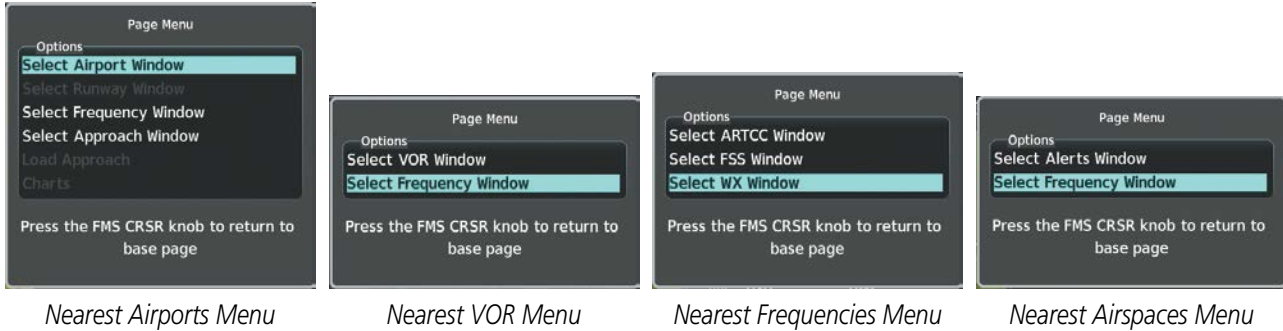 Page Menu
Options
Select Airport Window
Select Runway Window
Select Frequency Window
Select Approach Window
Load Approach
Charts
Press the FMS CRSR knob to return to
base page
Nearest Airports Menu
Page Menu
Options
Select VOR Window
Select Frequency Window
Press the FMS CRSR knob to return to
base page
Nearest VOR Menu
Page Menu
Options
Select ARTCC Window
Select FSS Window
Select WX Window
Press the FMS CRSR knob to return to
base page
Nearest Frequencies Menu
Page Menu
Options
Select Alerts Window
Select Frequency Window
Press the FMS CRSR knob to return to
base page
Nearest Airspaces Menu